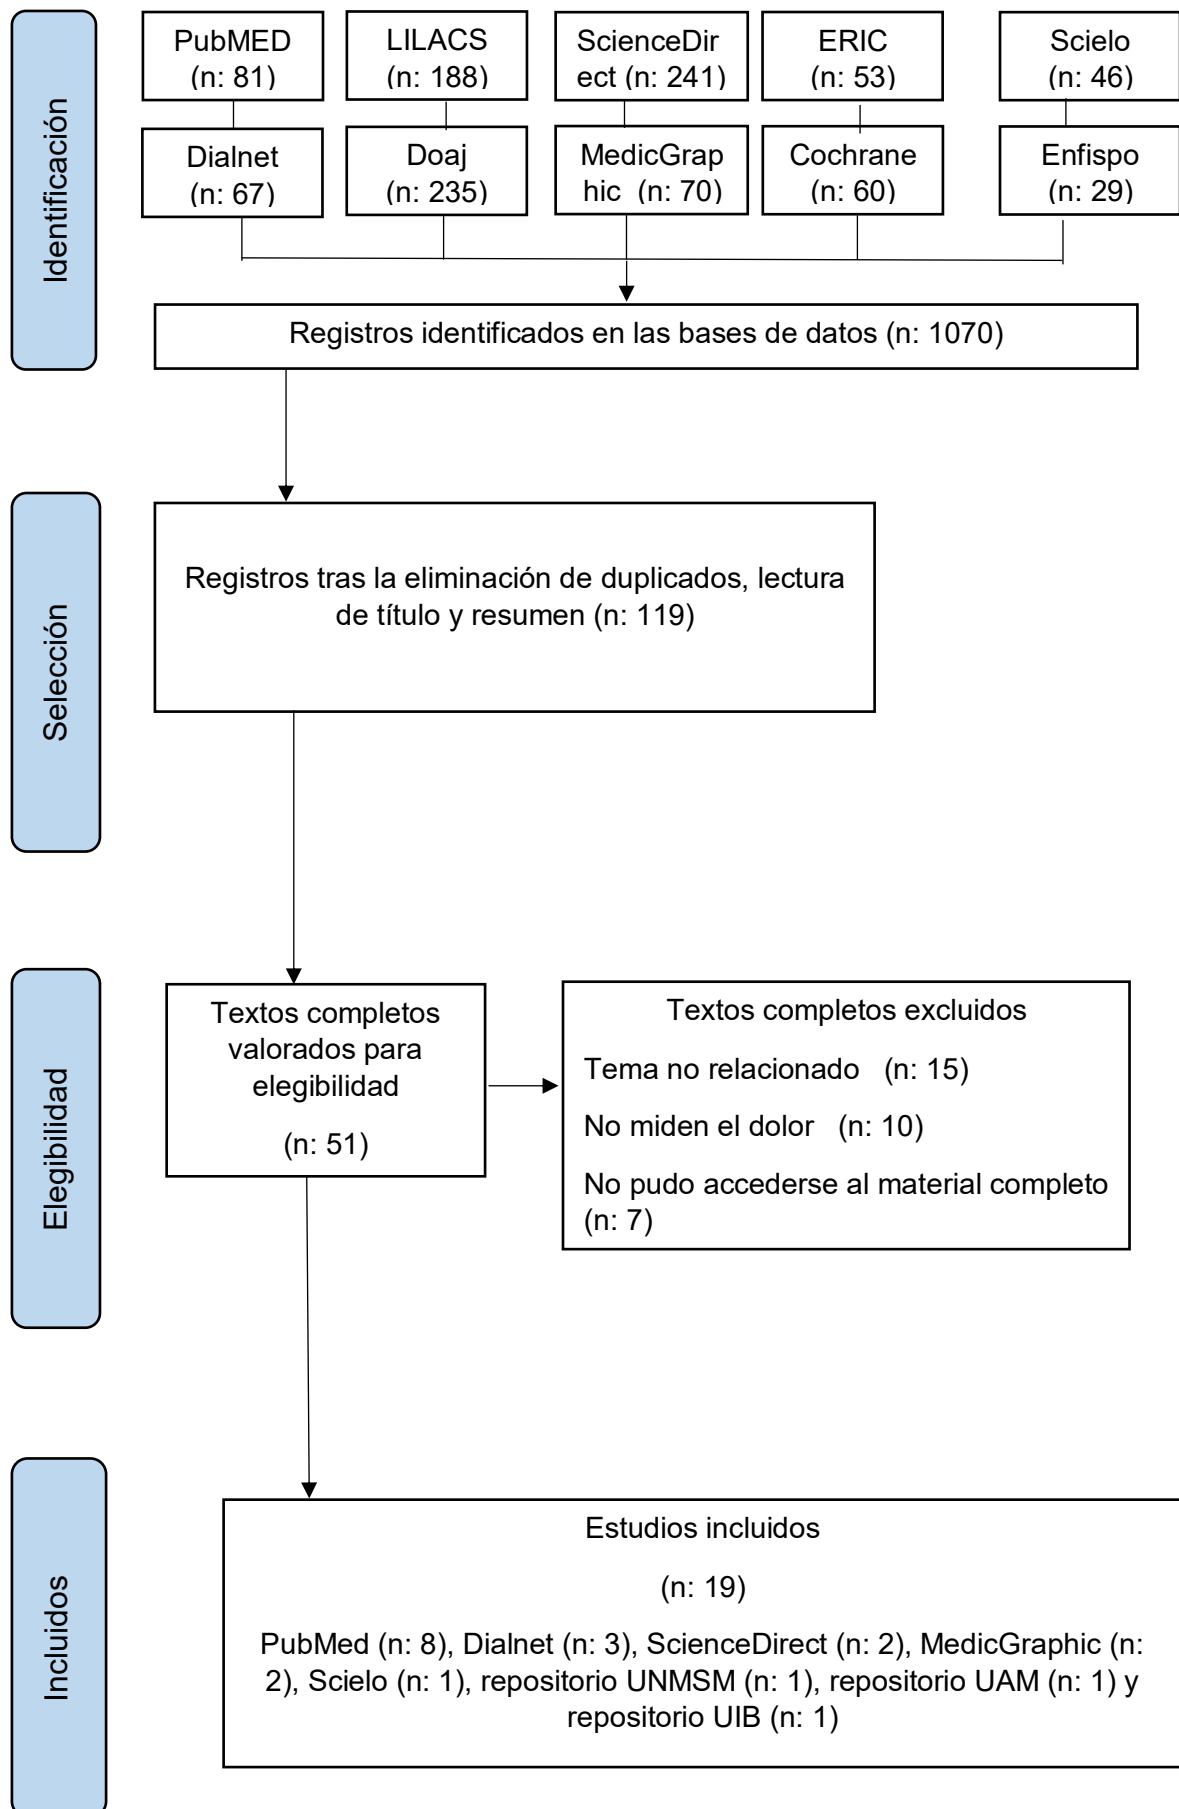 Identificación
PubMED
(n: 81)
LILACS
(n: 188)
ScienceDir
ect (n: 241)
ERIC
(n: 53)
Scielo
(n: 46)
Dialnet
(n: 67)
Doaj
(n: 235)
MedicGrap
hic (n: 70)
Cochrane
(n: 60)
Enfispo
(n: 29)
Registros identificados en las bases de datos (n: 1070)
Selección
Registros tras la eliminación de duplicados, lectura
de título y resumen (n: 119)
Elegibilidad
Textos completos
valorados para
elegibilidad
(n: 51)
Textos completos excluidos
Tema no relacionado (n: 15)
No miden el dolor (n: 10)
No pudo accederse al material completo
(n: 7)
Incluidos
Estudios incluidos
(n: 19)
PubMed (n: 8), Dialnet (n: 3), ScienceDirect (n: 2), MedicGraphic (n:
2), Scielo (n: 1), repositorio UNMSM (n: 1), repositorio UAM (n: 1) y
repositorio UIB (n: 1)